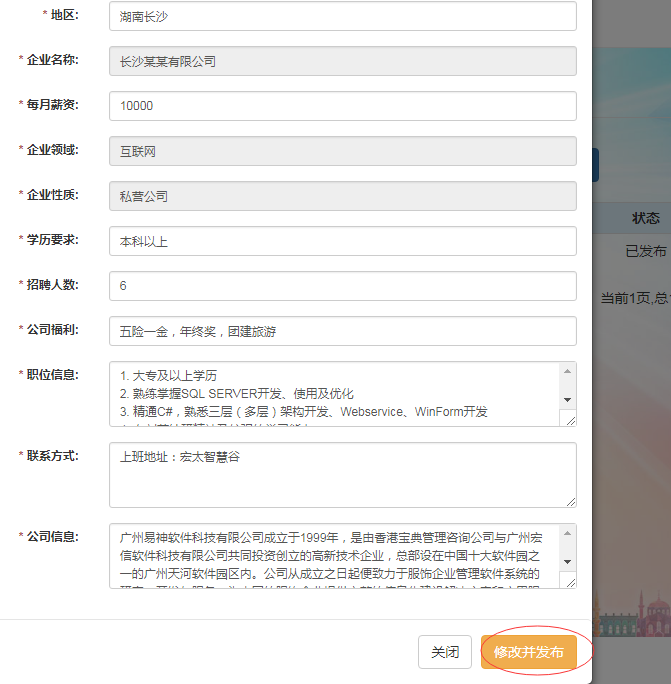 * 地区: 湖南长沙
* 企业名称: 长沙某某有限公司
* 每月薪资: 10000
* 企业领域: 互联网
* 企业性质: 私营公司
状态
* 学历要求: 本科以上
已发布
* 招聘人数: 6
当前1页,总
* 公司福利: 五险一金，年终奖，团建旅游
* 职位信息: 1. 大专及以上学历
2. 熟练掌握SQL SERVER开发、使用及优化
3. 精通C#，熟悉三层（多层）架构开发、Webservice、WinForm开发
* 联系方式: 上班地址：宏太智慧谷
* 公司信息: 广州易神软件科技有限公司成立于1999年，是由香港宝典管理咨询公司与广州宏
信软件科技有限公司共同投资创立的高新技术企业，总部设在中国十大软件园之
一的广州天河软件园区内。公司从成立之日起便致力于服饰企业管理软件系统的
关闭
修改并发布